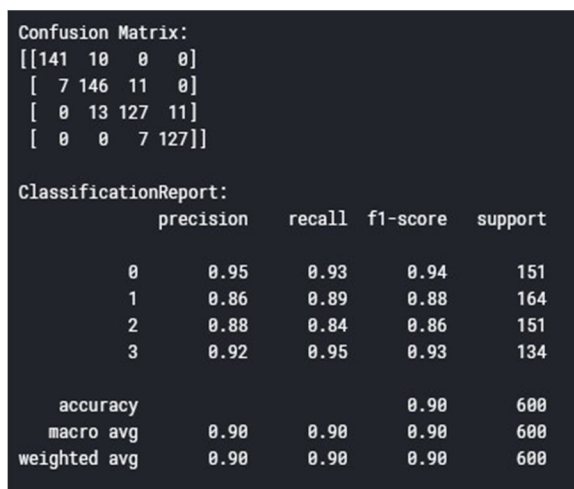 Confusion Matrix:
[[141 10 0 0]
[ 7 146 11 0]
[ 0 13 127 11]
[ 0 0 7 127]]
ClassificationReport:
precision recall f1-score support
0 0.95 0.93 0.94 151
1 0.86 0.89 0.88 164
2 0.88 0.84 0.86 151
3 0.92 0.95 0.93 134
accuracy 0.90 600
macro avg 0.90 0.90 0.90 600
weighted avg 0.90 0.90 0.90 600